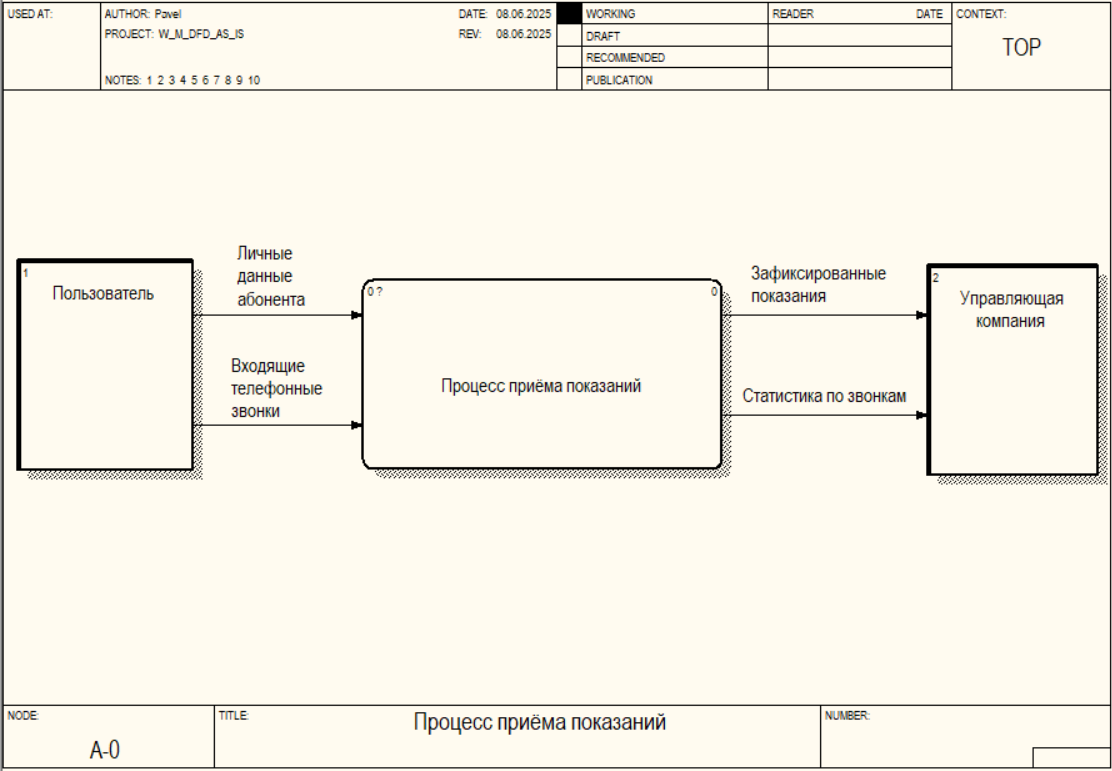 USED AT:
AUTHOR: Pavel
DATE: 08.06.2025
PROJECT: W_M_DFD_AS_IS
REV: 08.06.2025
NOTES: 1 2 3 4 5 6 7 8 9 10
WORKING
DRAFT
RECOMMENDED
PUBLICATION
READER
DATE
CONTEXT:
TOP
1
Пользователь
Личные
данные
абонента
Входящие
телефонные
звонки
0 ?
0
Процесс приёма показаний
Зафиксированные
показания
Статистика по звонкам
2
Управляющая
компания
NODE:
A-0
TITLE:
Процесс приёма показаний
NUMBER: